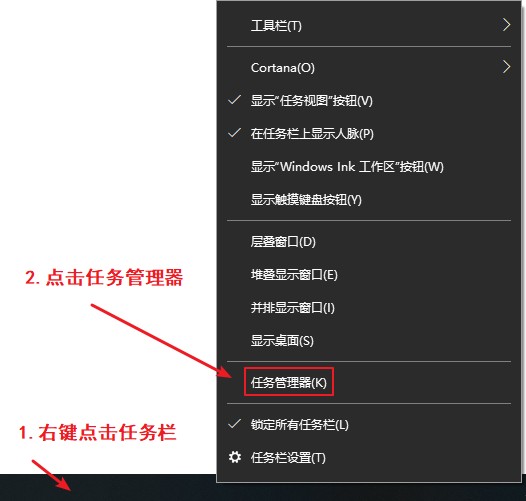 工具栏(T)
Cortana(O)
显示“任务视图”按钮(V)
在任务栏上显示人脉(P)
显示“Windows Ink 工作区”按钮(W)
显示触摸键盘按钮(Y)
层叠窗口(D)
堆叠显示窗口(E)
并排显示窗口(I)
显示桌面(S)
2.点击任务管理器
任务管理器(K)
锁定所有任务栏(L)
1.右键点击任务栏
任务栏设置(T)